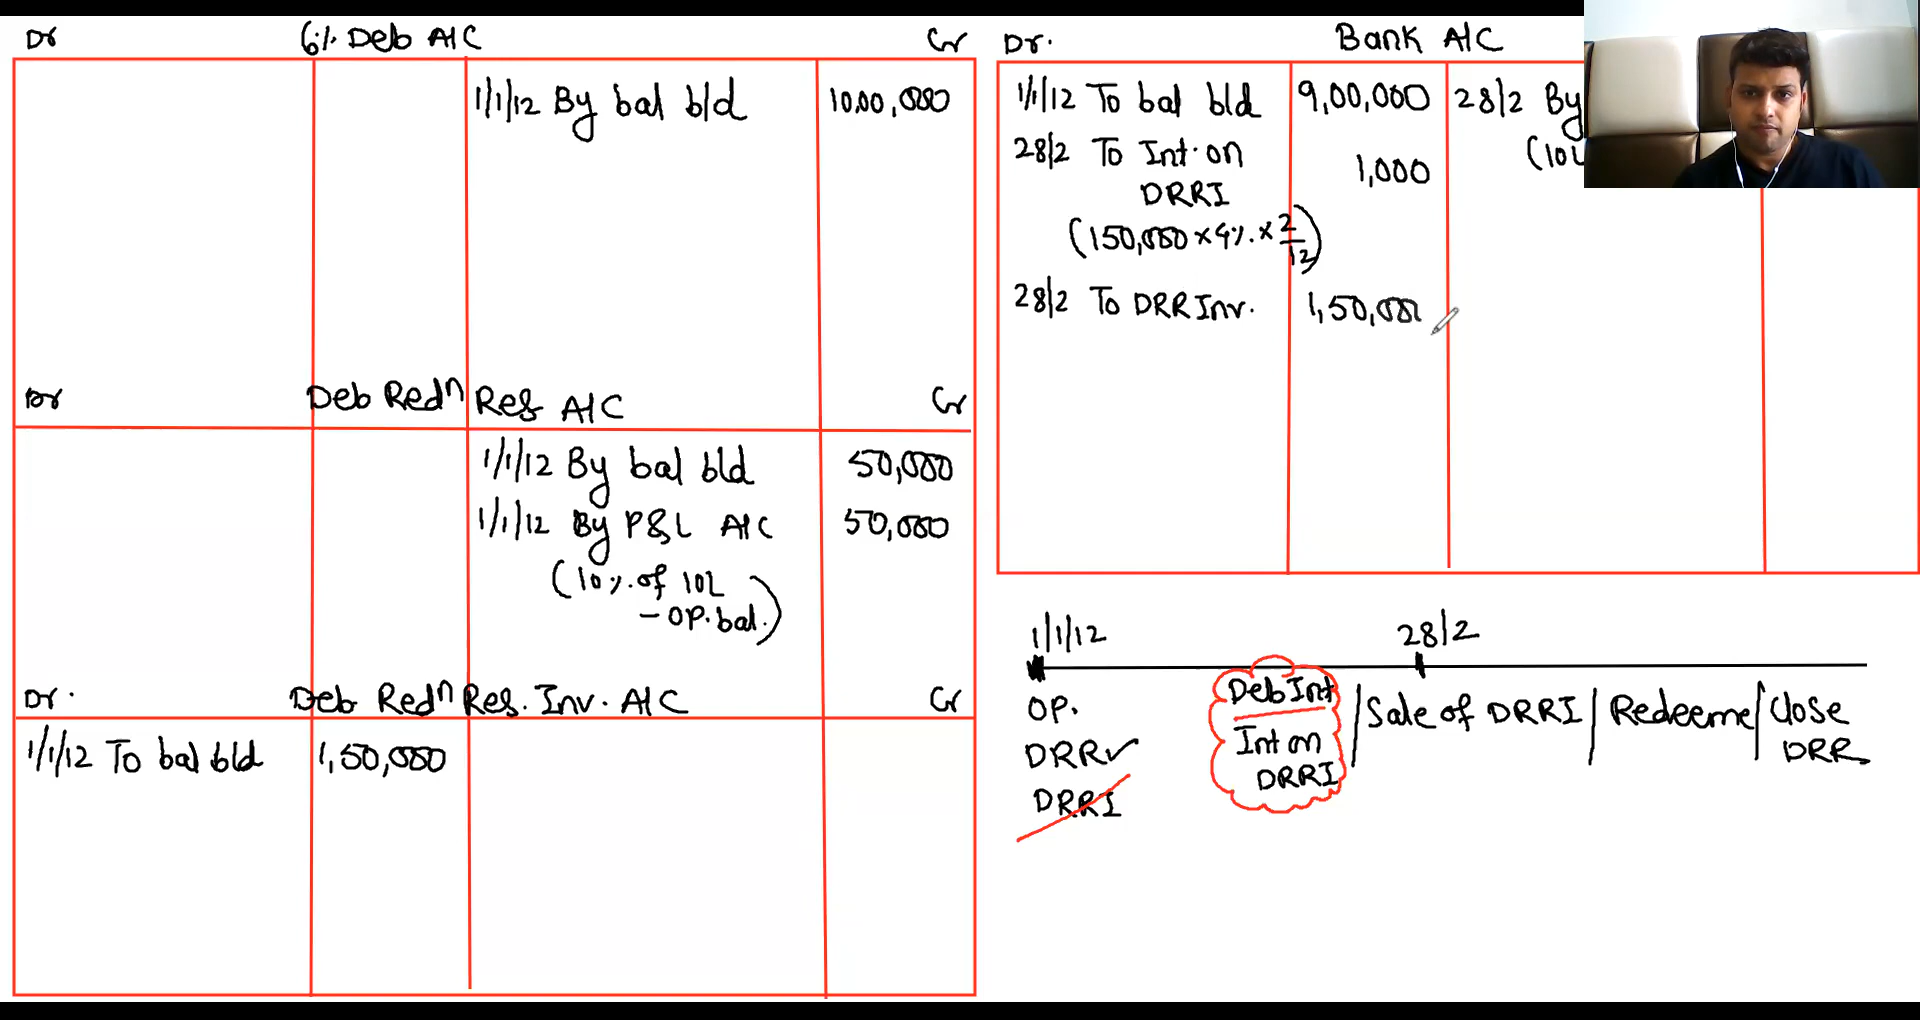 Dr 6% Deb A/C Cr
1/1/12 By bal b/d 10,00,000
Dr Deb Redⁿ Res A/C Cr
1/1/12 By bal b/d 50,000
1/1/12 By P&L A/C 50,000
(10% of 10L
- OP. bal.)
Dr. Deb Redⁿ Res. Inv. A/C Cr
1/1/12 To bal b/d 1,50,000
Dr. Bank A/C
1/1/12 To bal b/d 9,00,000 28/2 By
28/2 To Int. on 1,000 (10L
DRRI
(150,000 × 4% × 2/12)
28/2 To DRR Inv. 1,50,000
1/1/12 28/2
OP.
DRR✓
DRRI
Deb Int
Int on
DRRI
Sale of DRRI / Redeeme / Close
DRR